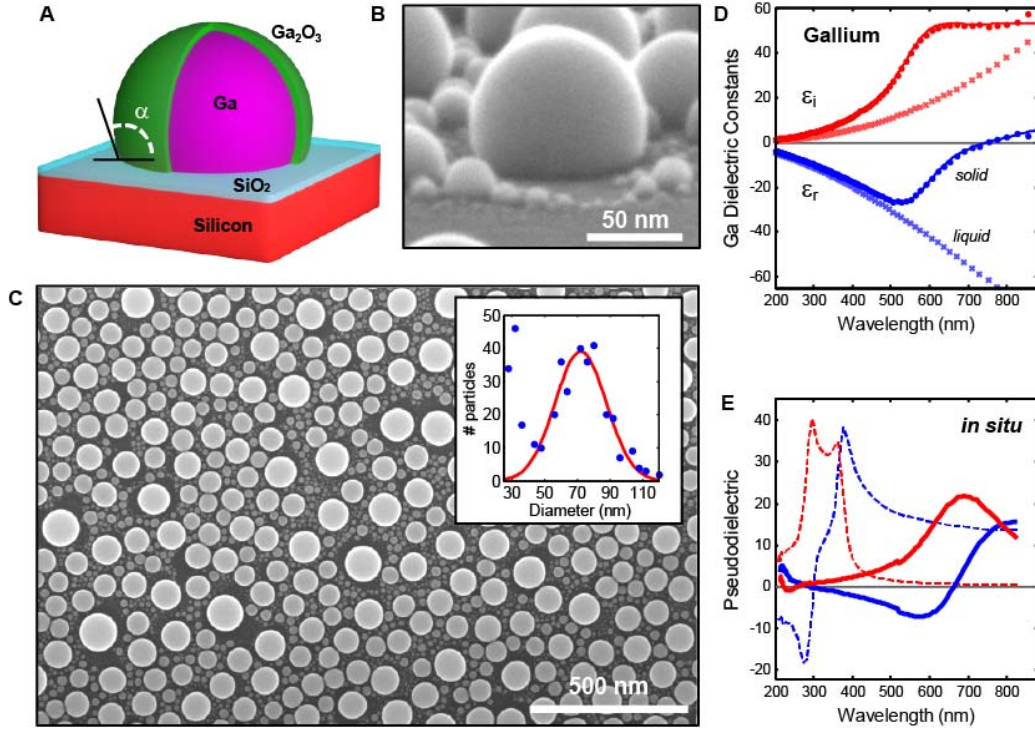 A
Ga₂O₃
Ga
α
SiO₂
Silicon
B
50 nm
C
500 nm
50
40
30
20
10
0
# particles
30 50 70 90 110
Diameter (nm)
D
60
40
20
0
-20
-40
-60
Ga Dielectric Constants
Gallium
εᵢ
εᵣ
solid
liquid
200 300 400 500 600 700 800
Wavelength (nm)
E
40
30
20
10
0
-10
-20
Pseudodielectric
in situ
200 300 400 500 600 700 800
Wavelength (nm)